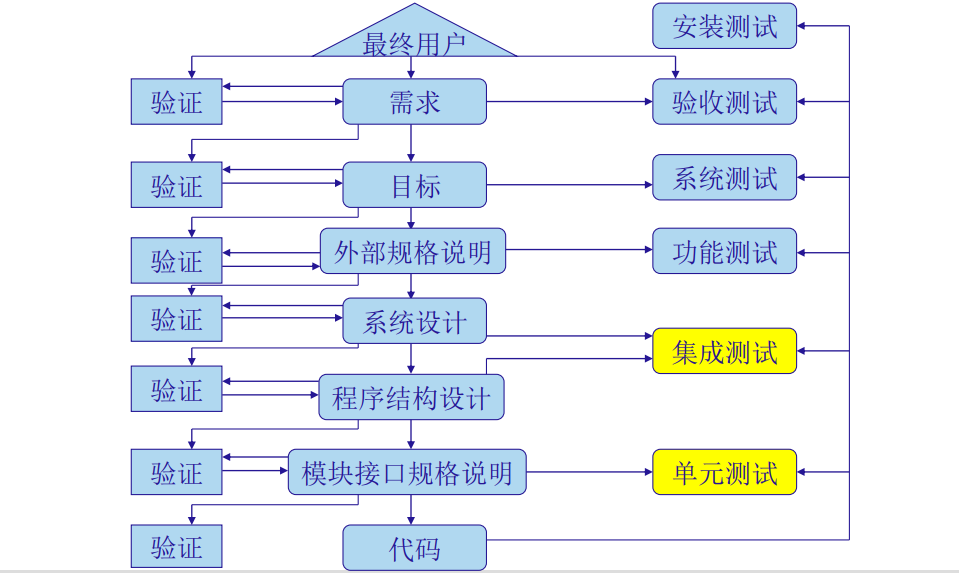 最终用户
安装测试
验证
需求
验收测试
验证
目标
系统测试
验证
外部规格说明
功能测试
验证
系统设计
集成测试
验证
程序结构设计
验证
模块接口规格说明
单元测试
验证
代码